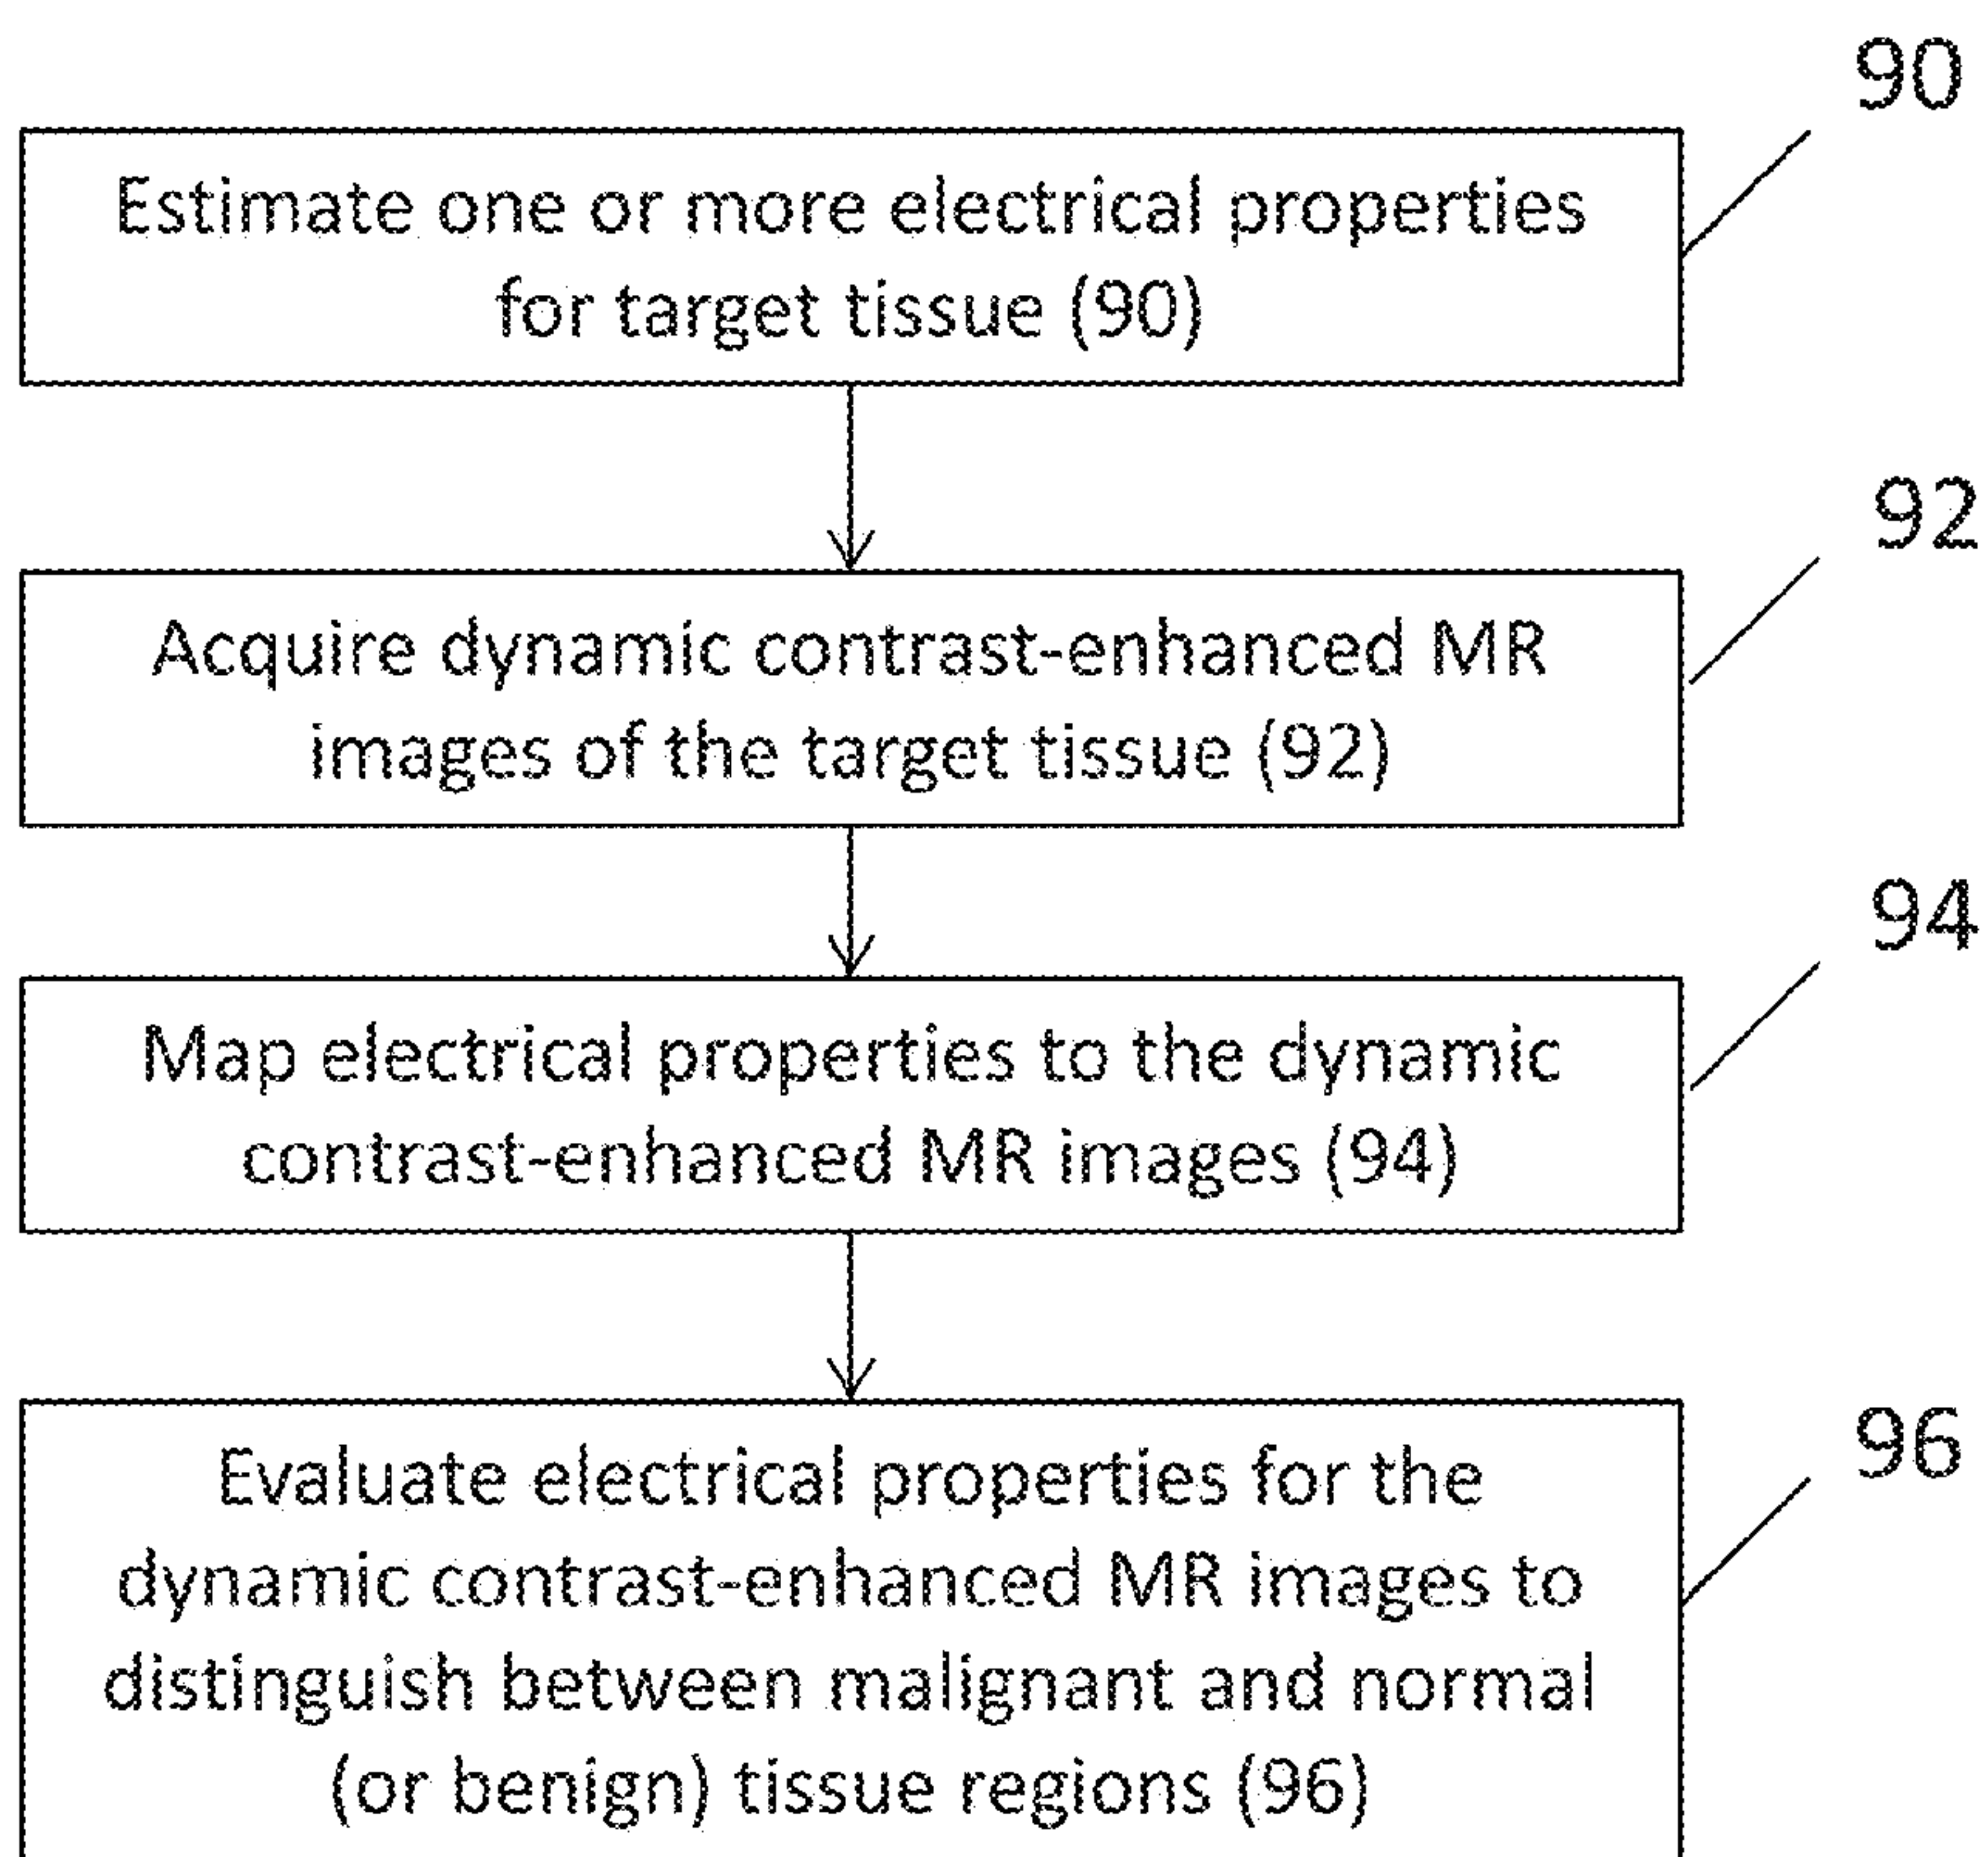 90
Estimate one or more electrical properties
for target tissue (90)
92
Acquire dynamic contrast-enhanced MR
images of the target tissue (92)
94
Map electrical properties to the dynamic
contrast-enhanced MR images (94)
96
Evaluate electrical properties for the
dynamic contrast-enhanced MR images to
distinguish between malignant and normal
(or benign) tissue regions (96)